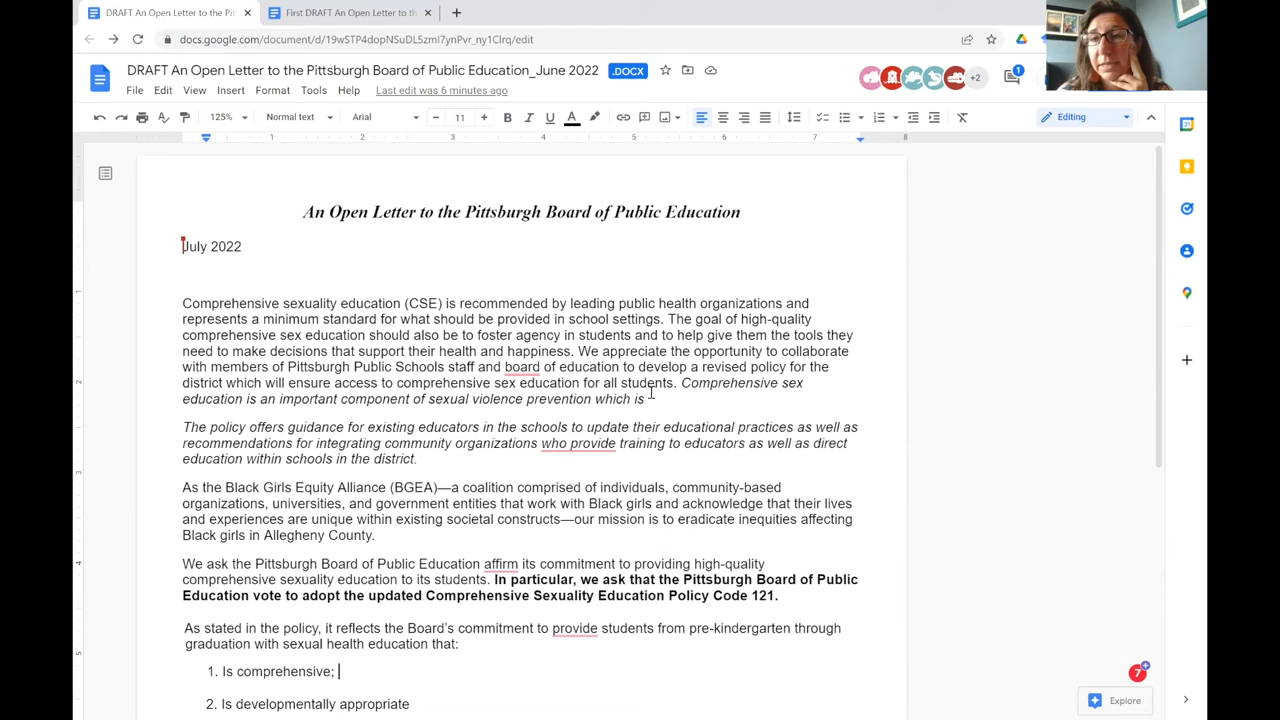 DRAFT An Open Letter to the Pitt
First DRAFT An Open Letter to th
docs.google.com/document/d/19wSTwAdopNSuDL5zml7ynPvr_ny1Clrq/edit
DRAFT An Open Letter to the Pittsburgh Board of Public Education_June 2022 .DOCX
+2
1
File Edit View Insert Format Tools Help Last edit was 6 minutes ago
125% Normal text Arial 11 B I U A Editing
1 2 3 4 5 6 7 8
An Open Letter to the Pittsburgh Board of Public Education
July 2022
Comprehensive sexuality education (CSE) is recommended by leading public health organizations and
represents a minimum standard for what should be provided in school settings. The goal of high-quality
comprehensive sex education should also be to foster agency in students and to help give them the tools they
need to make decisions that support their health and happiness. We appreciate the opportunity to collaborate
with members of Pittsburgh Public Schools staff and board of education to develop a revised policy for the
district which will ensure access to comprehensive sex education for all students. Comprehensive sex
education is an important component of sexual violence prevention which is
The policy offers guidance for existing educators in the schools to update their educational practices as well as
recommendations for integrating community organizations who provide training to educators as well as direct
education within schools in the district.
As the Black Girls Equity Alliance (BGEA)—a coalition comprised of individuals, community-based
organizations, universities, and government entities that work with Black girls and acknowledge that their lives
and experiences are unique within existing societal constructs—our mission is to eradicate inequities affecting
Black girls in Allegheny County.
We ask the Pittsburgh Board of Public Education affirm its commitment to providing high-quality
comprehensive sexuality education to its students. In particular, we ask that the Pittsburgh Board of Public
Education vote to adopt the updated Comprehensive Sexuality Education Policy Code 121.
As stated in the policy, it reflects the Board's commitment to provide students from pre-kindergarten through
graduation with sexual health education that:
1. Is comprehensive;
2. Is developmentally appropriate
7
Explore